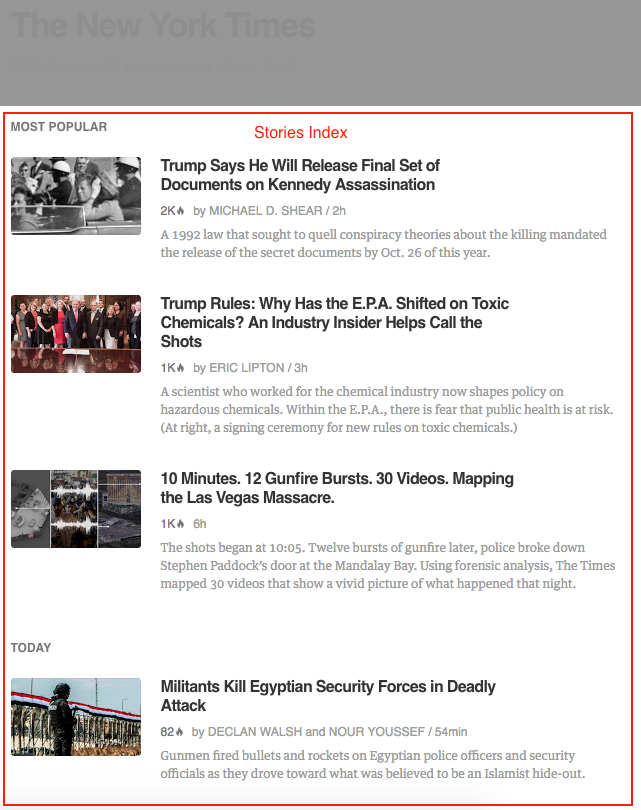 The New York Times
MOST POPULAR
Stories Index
Trump Says He Will Release Final Set of
Documents on Kennedy Assassination
2K by MICHAEL D. SHEAR / 2h
A 1992 law that sought to quell conspiracy theories about the killing mandated
the release of the secret documents by Oct. 26 of this year.
Trump Rules: Why Has the E.P.A. Shifted on Toxic
Chemicals? An Industry Insider Helps Call the
Shots
1K by ERIC LIPTON / 3h
A scientist who worked for the chemical industry now shapes policy on
hazardous chemicals. Within the E.P.A., there is fear that public health is at risk.
(At right, a signing ceremony for new rules on toxic chemicals.)
10 Minutes. 12 Gunfire Bursts. 30 Videos. Mapping
the Las Vegas Massacre.
1K 6h
The shots began at 10:05. Twelve bursts of gunfire later, police broke down
Stephen Paddock's door at the Mandalay Bay. Using forensic analysis, The Times
mapped 30 videos that show a vivid picture of what happened that night.
TODAY
Militants Kill Egyptian Security Forces in Deadly
Attack
82 by DECLAN WALSH and NOUR YOUSSEF / 54min
Gunmen fired bullets and rockets on Egyptian police officers and security
officials as they drove toward what was believed to be an Islamist hide-out.